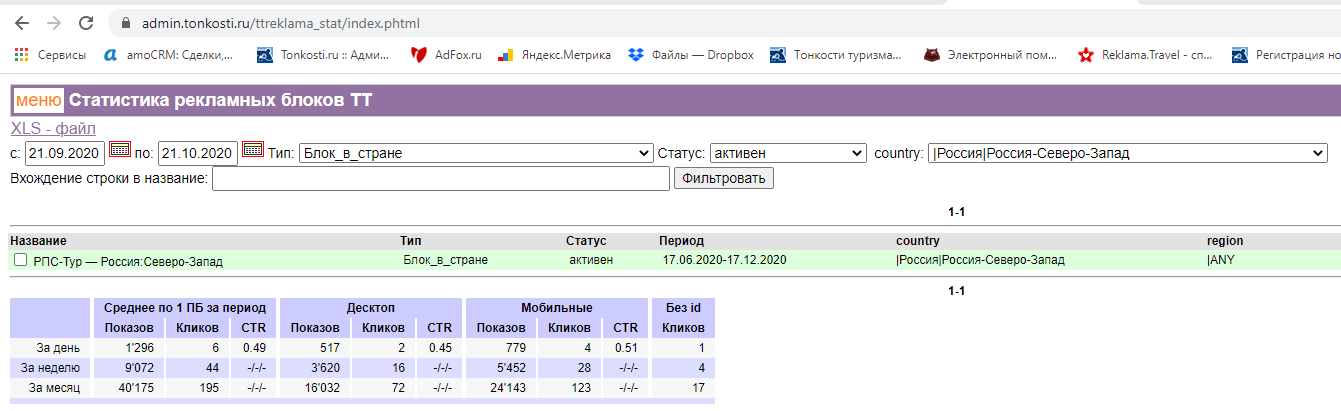 admin.tonkosti.ru/ttreklama_stat/index.phtml
Сервисы amoCRM: Сделки,... Tonkosti.ru :: Адми... AdFox.ru Яндекс.Метрика Файлы — Dropbox Тонкости туризма... Электронный пом... Reklama.Travel - сп... Регистрация но
меню Статистика рекламных блоков ТТ
XLS - файл
с: 21.09.2020 по: 21.10.2020 Тип: Блок_в_стране Статус: активен country: |Россия|Россия-Северо-Запад
Вхождение строки в название: Фильтровать
1-1
Название Тип Статус Период country region
РПС-Тур — Россия:Северо-Запад Блок_в_стране активен 17.06.2020-17.12.2020 |Россия|Россия-Северо-Запад |ANY
1-1
Среднее по 1 ПБ за период Десктоп Мобильные Без id
Показов Кликов CTR Показов Кликов CTR Показов Кликов CTR Кликов
За день 1'296 6 0.49 517 2 0.45 779 4 0.51 1
За неделю 9'072 44 -/-/- 3'620 16 -/-/- 5'452 28 -/-/- 4
За месяц 40'175 195 -/-/- 16'032 72 -/-/- 24'143 123 -/-/- 17